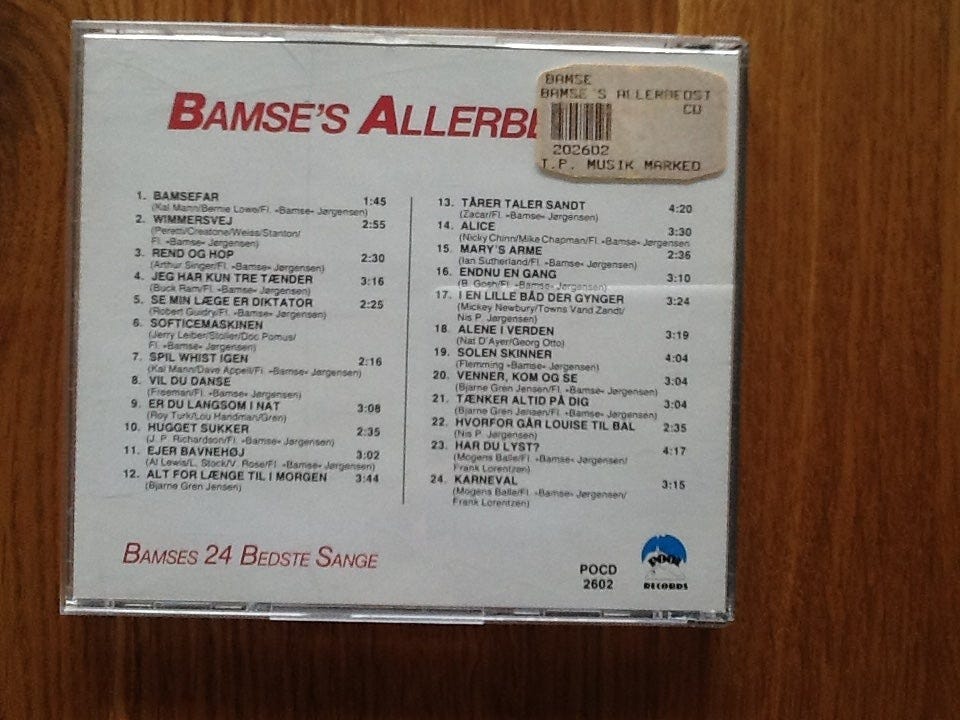 BAMSE'S ALLERBE
BAMSE
BAMSE'S ALLERBEDST
CD
202602
T.P. MUSIK MARKED
1. BAMSEFAR 1:45
(Kal Mann/Bernie Lowe/Fl. »Bamse« Jørgensen)
2. WIMMERSVEJ 2:55
(Peretti/Creatone/Weiss/Stanton/
Fl. »Bamse« Jørgensen)
3. REND OG HOP 2:30
(Arthur Singer/Fl. »Bamse« Jørgensen)
4. JEG HAR KUN TRE TÆNDER 3:16
(Buck Ram/Fl. »Bamse« Jørgensen)
5. SE MIN LÆGE ER DIKTATOR 2:25
(Robert Guidry/Fl. »Bamse« Jørgensen)
6. SOFTICEMASKINEN
(Jerry Leiber/Stoller/Doc Pomus/
Fl. »Bamse« Jørgensen)
7. SPIL WHIST IGEN 2:16
(Kal Mann/Dave Appell/Fl. »Bamse« Jørgensen)
8. VIL DU DANSE
(Freeman/Fl. »Bamse« Jørgensen)
9. ER DU LANGSOM I NAT 3:08
(Roy Turk/Lou Handman/Gren)
10. HUGGET SUKKER 2:35
(J. P. Richardson/Fl. »Bamse« Jørgensen)
11. EJER BAVNEHØJ 3:02
(Al Lewis/L. Stock/V. Rose/Fl. »Bamse« Jørgensen)
12. ALT FOR LÆNGE TIL I MORGEN 3:44
(Bjarne Gren Jensen)
13. TÅRER TALER SANDT 4:20
(Zacar/Fl. »Bamse« Jørgensen)
14. ALICE 3:30
(Nicky Chinn/Mike Chapman/Fl. »Bamse« Jørgensen
15. MARY'S ARME 2:36
(Ian Sutherland/Fl. »Bamse« Jørgensen)
16. ENDNU EN GANG 3:10
(B. Gosh/Fl. »Bamse« Jørgensen)
17. I EN LILLE BÅD DER GYNGER 3:24
(Mickey Newbury/Towns Vand Zandt/
Nis P. Jørgensen)
18. ALENE I VERDEN 3:19
(Nat D'Ayer/Georg Otto)
19. SOLEN SKINNER 4:04
(Flemming »Bamse« Jørgensen)
20. VENNER, KOM OG SE 3:04
(Bjarne Gren Jensen/Fl. »Bamse« Jørgensen)
21. TÆNKER ALTID PÅ DIG 3:04
(Bjarne Gren Jensen/Fl. »Bamse« Jørgensen)
22. HVORFOR GÅR LOUISE TIL BAL 2:35
(Nis P. Jørgensen)
23. HAR DU LYST? 4:17
(Mogens Balle/Fl. »Bamse« Jørgensen/
Frank Lorentzen)
24. KARNEVAL 3:15
(Mogens Balle/Fl. »Bamse« Jørgensen/
Frank Lorentzen)
BAMSES 24 BEDSTE SANGE
POCD
2602
RECORDS